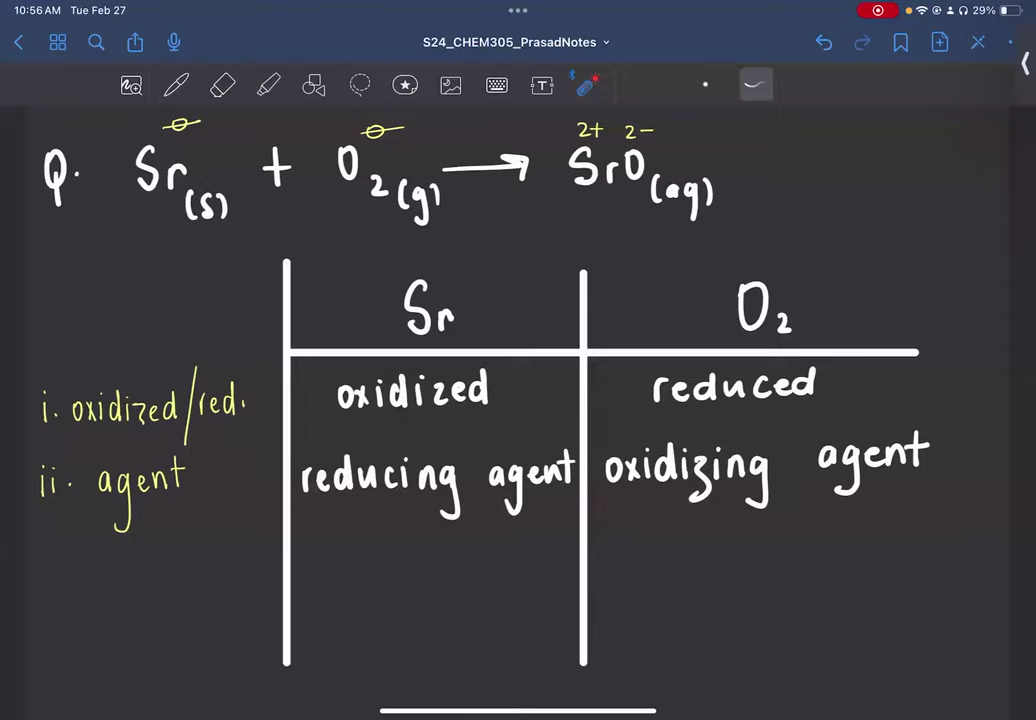 10:56 AM Tue Feb 27
29%
S24_CHEM305_PrasadNotes
0 0 2+ 2-
Q. Sr(s) + O2(g) → SrO(aq)
Sr O2
i. oxidized/red. oxidized reduced
ii. agent reducing agent oxidizing agent